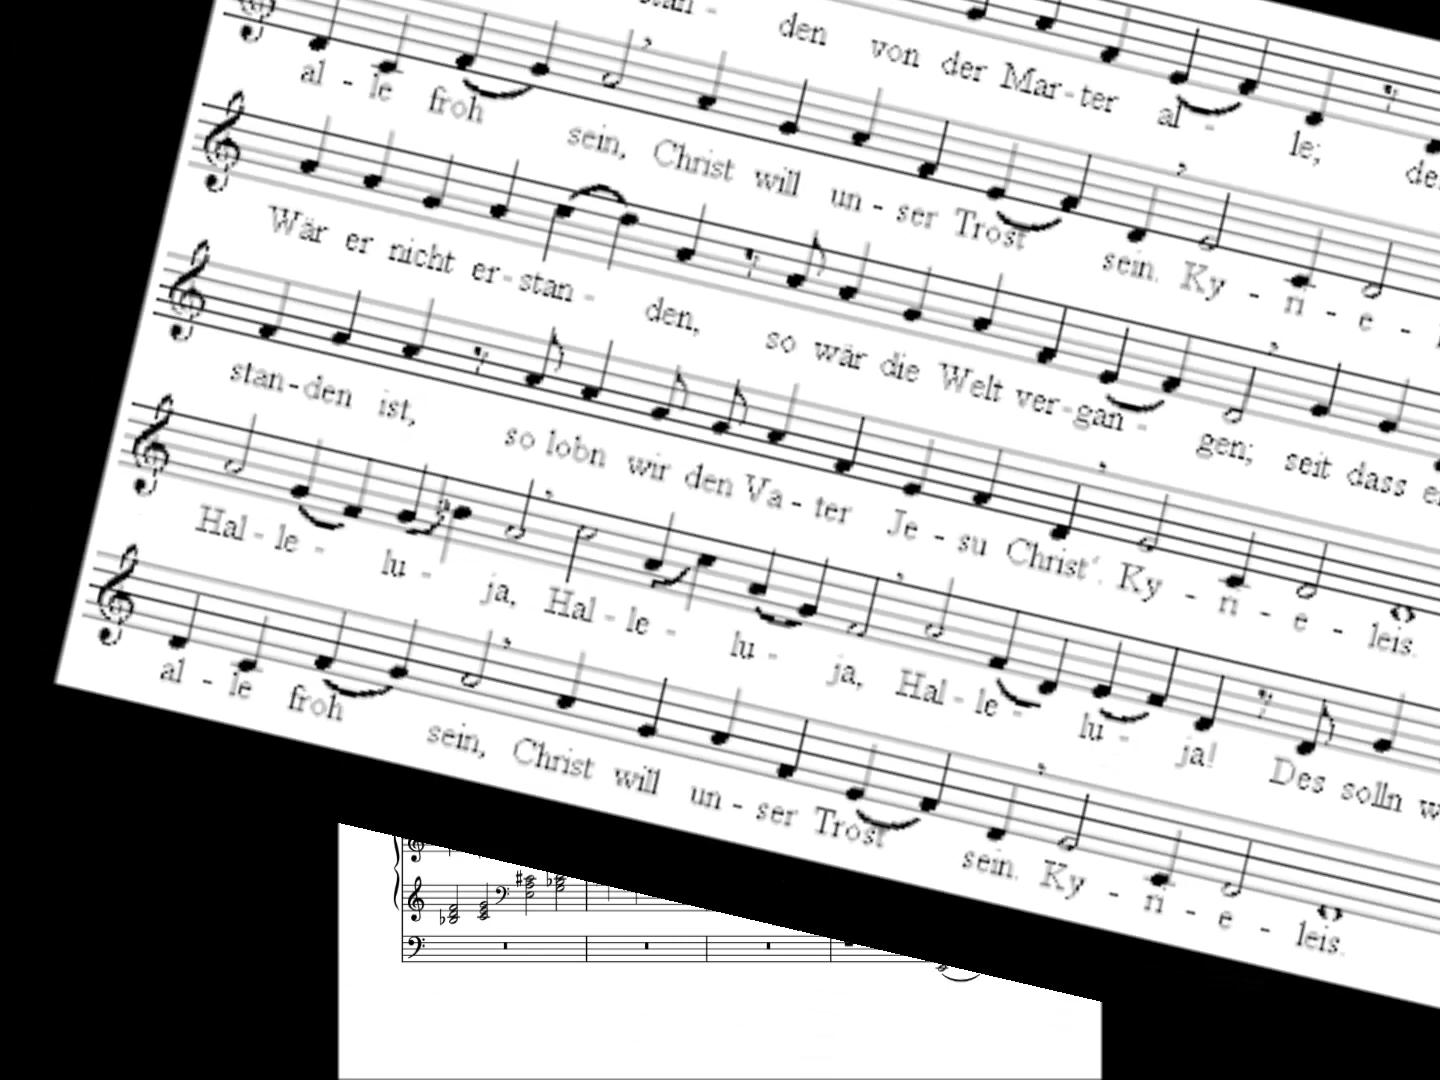 den von der Mar-ter al - le;
al - le froh sein, Christ will un - ser Trost sein. Ky - ri - e -
Wär er nicht er-stan - den, so wär die Welt ver-gan - gen; seit dass
stan-den ist, so lobn wir den Va - ter Je - su Christ'. Ky - ri - e - leis.
Hal - le - lu - ja, Hal - le - lu - ja, Hal - le - lu - ja! Des solln
al - le froh sein, Christ will un - ser Trost sein. Ky - ri - e - leis.